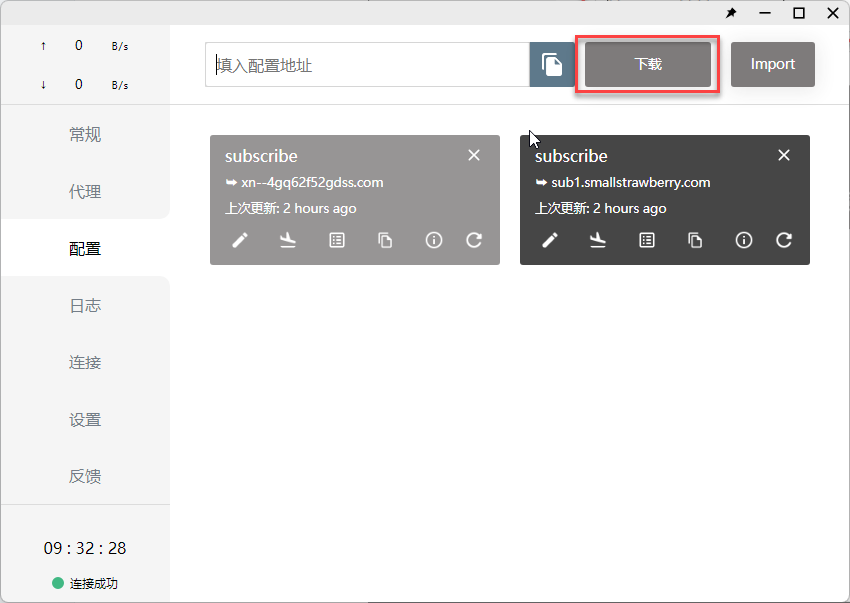 ↑ 0 B/s
↓ 0 B/s
填入配置地址
下载
Import
常规
代理
配置
日志
连接
设置
反馈
subscribe
xn--4gq62f52gdss.com
上次更新: 2 hours ago
subscribe
sub1.smallstrawberry.com
上次更新: 2 hours ago
09 : 32 : 28
连接成功